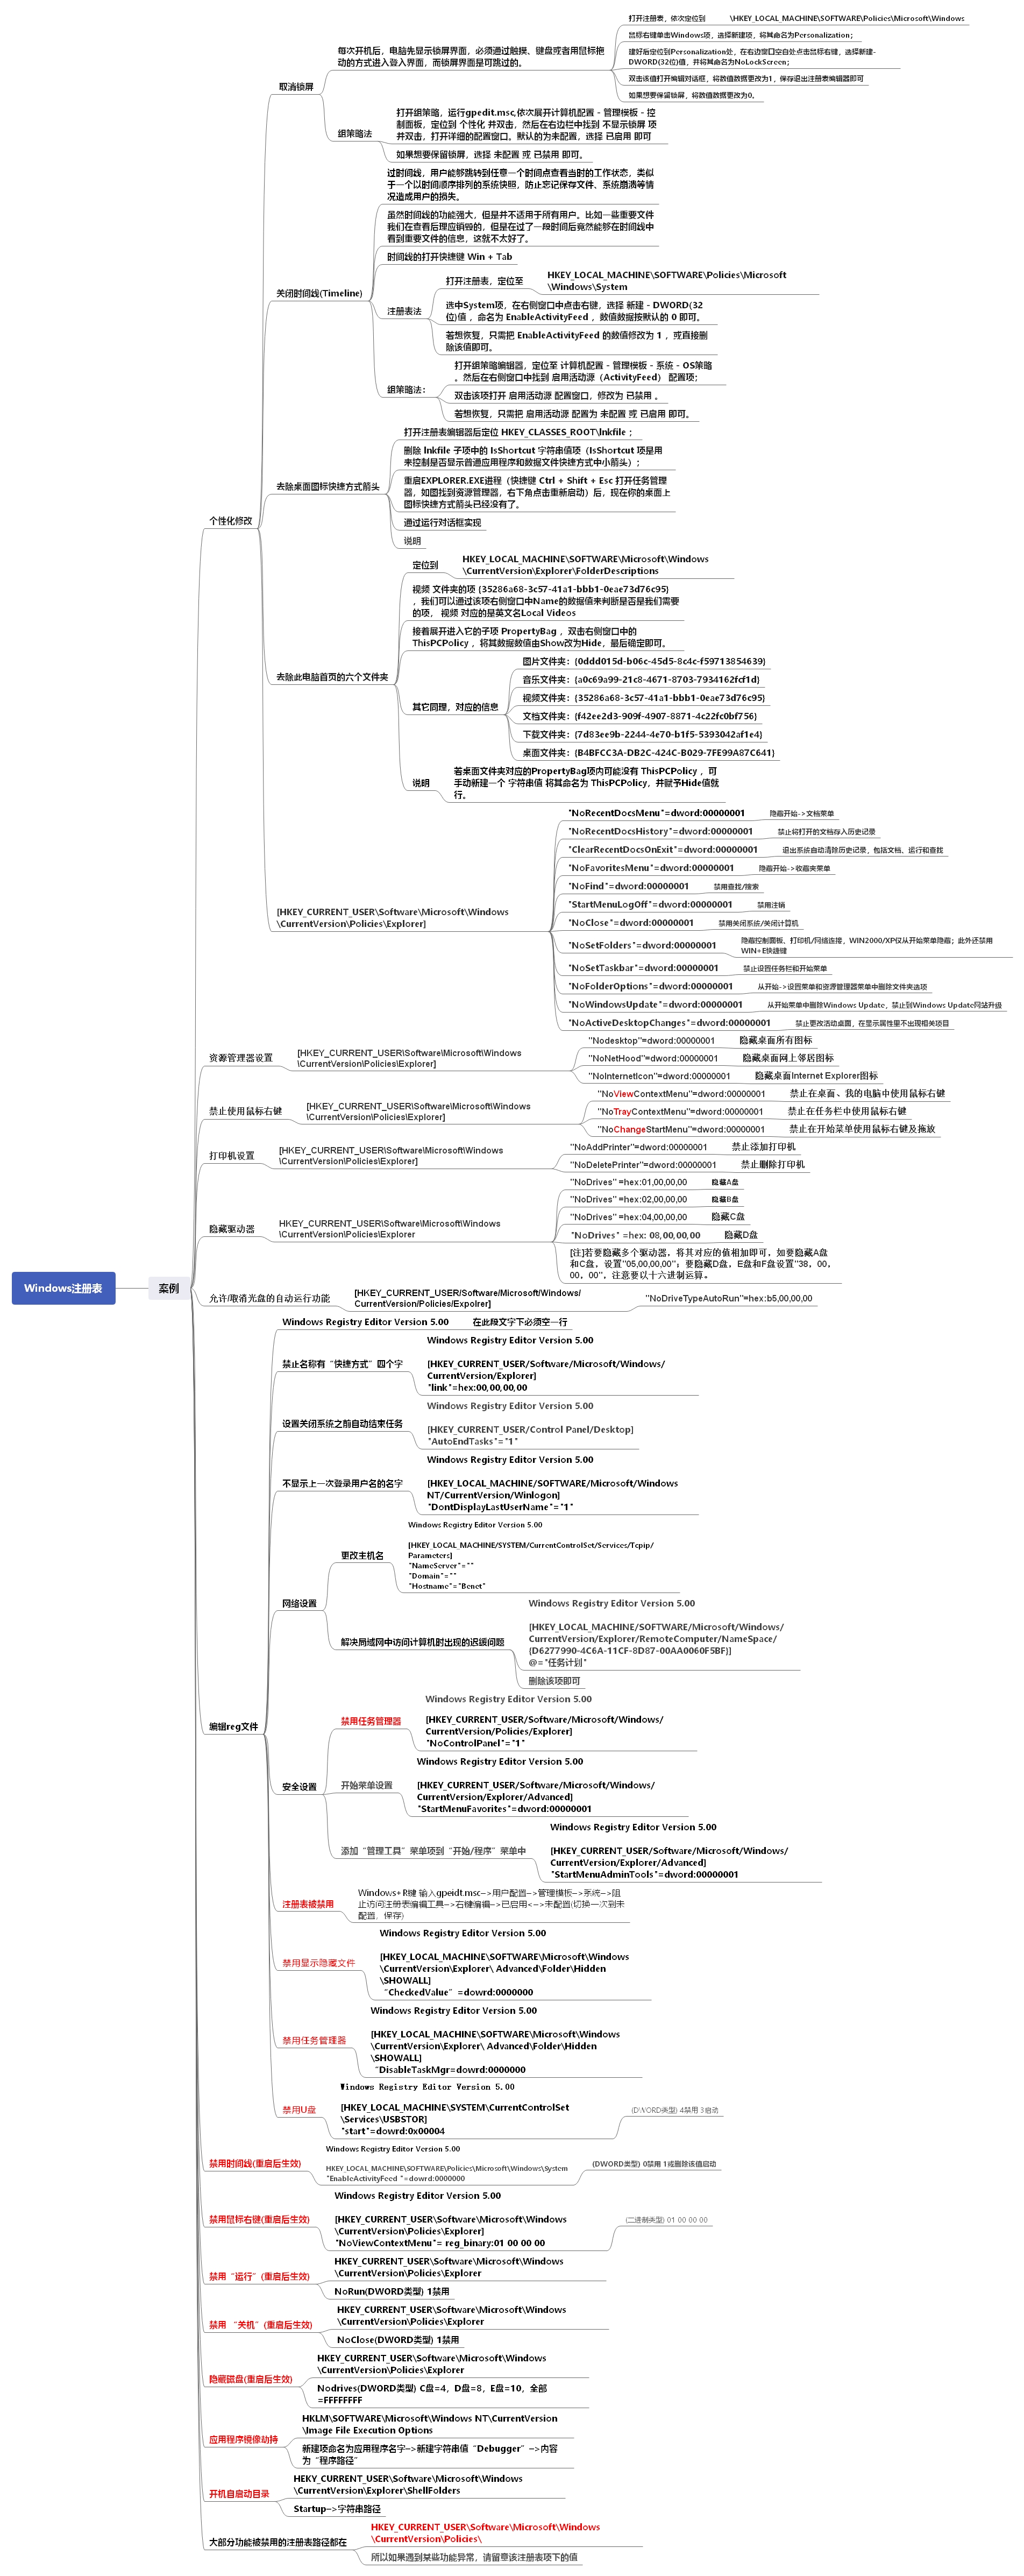 Windows注册表
案例
个性化修改
取消锁屏
每次开机后，电脑先显示锁屏界面，必须通过触摸、键盘或者用鼠标拖
动的方式进入登入界面，而锁屏界面是可跳过的。
打开注册表，依次定位到 \HKEY_LOCAL_MACHINE\SOFTWARE\Policies\Microsoft\Windows
鼠标右键单击Windows项，选择新建项，将其命名为Personalization；
建好后定位到Personalization处，在右边窗口空白处点击鼠标右键，选择新建-
DWORD(32位)值，并将其命名为NoLockScreen；
双击该值打开编辑对话框，将数值数据更改为1，保存退出注册表编辑器即可
如果想要保留锁屏，将数值数据更改为0。
组策略法
打开组策略，运行gpedit.msc,依次展开计算机配置 - 管理模板 - 控
制面板，定位到 个性化 并双击，然后在右边栏中找到 不显示锁屏 项
并双击，打开详细的配置窗口。默认的为未配置，选择 已启用 即可
如果想要保留锁屏，选择 未配置 或 已禁用 即可。
关闭时间线(Timeline)
过时间线，用户能够跳转到任意一个时间点查看当时的工作状态，类似
于一个以时间顺序排列的系统快照，防止忘记保存文件、系统崩溃等情
况造成用户的损失。
虽然时间线的功能强大，但是并不适用于所有用户。比如一些重要文件
我们在查看后理应销毁的，但是在过了一段时间后竟然能够在时间线中
看到重要文件的信息，这就不太好了。
时间线的打开快捷键 Win + Tab
注册表法
打开注册表，定位至
HKEY_LOCAL_MACHINE\SOFTWARE\Policies\Microsoft
\Windows\System
选中System项，在右侧窗口中点击右键，选择 新建 - DWORD(32
位)值 ，命名为 EnableActivityFeed ，数值数据按默认的 0 即可。
若想恢复，只需把 EnableActivityFeed 的数值修改为 1 ，或直接删
除该值即可。
组策略法：
打开组策略编辑器，定位至 计算机配置 - 管理模板 - 系统 - OS策略
。然后在右侧窗口中找到 启用活动源（ActivityFeed） 配置项；
双击该项打开 启用活动源 配置窗口，修改为 已禁用 。
若想恢复，只需把 启用活动源 配置为 未配置 或 已启用 即可。
去除桌面图标快捷方式箭头
打开注册表编辑器后定位 HKEY_CLASSES_ROOT\lnkfile ；
删除 lnkfile 子项中的 IsShortcut 字符串值项（IsShortcut 项是用
来控制是否显示普通应用程序和数据文件快捷方式中小箭头）；
重启EXPLORER.EXE进程（快捷键 Ctrl + Shift + Esc 打开任务管理
器，如图找到资源管理器，右下角点击重新启动）后，现在你的桌面上
图标快捷方式箭头已经没有了。
通过运行对话框实现
说明
去除此电脑首页的六个文件夹
定位到
HKEY_LOCAL_MACHINE\SOFTWARE\Microsoft\Windows
\CurrentVersion\Explorer\FolderDescriptions
视频 文件夹的项 {35286a68-3c57-41a1-bbb1-0eae73d76c95}
，我们可以通过该项右侧窗口中Name的数据值来判断是否是我们需要
的项， 视频 对应的是英文名Local Videos
接着展开进入它的子项 PropertyBag ，双击右侧窗口中的
ThisPCPolicy ，将其数据数值由Show改为Hide，最后确定即可。
其它同理，对应的信息
图片文件夹：{0ddd015d-b06c-45d5-8c4c-f59713854639}
音乐文件夹：{a0c69a99-21c8-4671-8703-7934162fcf1d}
视频文件夹：{35286a68-3c57-41a1-bbb1-0eae73d76c95}
文档文件夹：{f42ee2d3-909f-4907-8871-4c22fc0bf756}
下载文件夹：{7d83ee9b-2244-4e70-b1f5-5393042af1e4}
桌面文件夹：{B4BFCC3A-DB2C-424C-B029-7FE99A87C641}
说明
若桌面文件夹对应的PropertyBag项内可能没有 ThisPCPolicy ，可
手动新建一个 字符串值 将其命名为 ThisPCPolicy，并赋予Hide值就
行。
[HKEY_CURRENT_USER\Software\Microsoft\Windows
\CurrentVersion\Policies\Explorer]
"NoRecentDocsMenu"=dword:00000001 隐藏开始->文档菜单
"NoRecentDocsHistory"=dword:00000001 禁止将打开的文档存入历史记录
"ClearRecentDocsOnExit"=dword:00000001 退出系统自动清除历史记录，包括文档、运行和查找
"NoFavoritesMenu"=dword:00000001 隐藏开始->收藏夹菜单
"NoFind"=dword:00000001 禁用查找/搜索
"StartMenuLogOff"=dword:00000001 禁用注销
"NoClose"=dword:00000001 禁用关闭系统/关闭计算机
"NoSetFolders"=dword:00000001 隐藏控制面板、打印机/网络连接，WIN2000/XP仅从开始菜单隐藏；此外还禁用
WIN+E快捷键
"NoSetTaskbar"=dword:00000001 禁止设置任务栏和开始菜单
"NoFolderOptions"=dword:00000001 从开始->设置菜单和资源管理器菜单中删除文件夹选项
"NoWindowsUpdate"=dword:00000001 从开始菜单中删除Windows Update，禁止到Windows Update网站升级
"NoActiveDesktopChanges"=dword:00000001 禁止更改活动桌面，在显示属性里不出现相关项目
资源管理器设置
[HKEY_CURRENT_USER\Software\Microsoft\Windows
\CurrentVersion\Policies\Explorer]
"Nodesktop"=dword:00000001 隐藏桌面所有图标
"NoNetHood"=dword:00000001 隐藏桌面网上邻居图标
"NoInternetIcon"=dword:00000001 隐藏桌面Internet Explorer图标
禁止使用鼠标右键
[HKEY_CURRENT_USER\Software\Microsoft\Windows
\CurrentVersion\Policies\Explorer]
"NoViewContextMenu"=dword:00000001 禁止在桌面、我的电脑中使用鼠标右键
"NoTrayContextMenu"=dword:00000001 禁止在任务栏中使用鼠标右键
"NoChangeStartMenu"=dword:00000001 禁止在开始菜单使用鼠标右键及拖放
打印机设置
[HKEY_CURRENT_USER\Software\Microsoft\Windows
\CurrentVersion\Policies\Explorer]
"NoAddPrinter"=dword:00000001 禁止添加打印机
"NoDeletePrinter"=dword:00000001 禁止删除打印机
隐藏驱动器
HKEY_CURRENT_USER\Software\Microsoft\Windows
\CurrentVersion\Policies\Explorer
"NoDrives" =hex:01,00,00,00 隐藏A盘
"NoDrives" =hex:02,00,00,00 隐藏B盘
"NoDrives" =hex:04,00,00,00 隐藏C盘
"NoDrives" =hex: 08,00,00,00 隐藏D盘
[注]若要隐藏多个驱动器，将其对应的值相加即可，如要隐藏A盘
和C盘，设置"05,00,00,00"；要隐藏D盘，E盘和F盘设置"38，00，
00，00"，注意要以十六进制运算。
允许/取消光盘的自动运行功能
[HKEY_CURRENT_USER/Software/Microsoft/Windows/
CurrentVersion/Policies/Expolrer]
"NoDriveTypeAutoRun"=hex:b5,00,00,00
编辑reg文件
Windows Registry Editor Version 5.00 在此段文字下必须空一行
禁止名称有“快捷方式”四个字
Windows Registry Editor Version 5.00
[HKEY_CURRENT_USER/Software/Microsoft/Windows/
CurrentVersion/Explorer]
"link"=hex:00,00,00,00
设置关闭系统之前自动结束任务
Windows Registry Editor Version 5.00
[HKEY_CURRENT_USER/Control Panel/Desktop]
"AutoEndTasks"="1"
不显示上一次登录用户名的名字
Windows Registry Editor Version 5.00
[HKEY_LOCAL_MACHINE/SOFTWARE/Microsoft/Windows
NT/CurrentVersion/Winlogon]
"DontDisplayLastUserName"="1"
网络设置
更改主机名
Windows Registry Editor Version 5.00
[HKEY_LOCAL_MACHINE/SYSTEM/CurrentControlSet/Services/Tcpip/
Parameters]
"NameServer"=""
"Domain"=""
"Hostname"="Benet"
解决局域网中访问计算机时出现的迟缓问题
Windows Registry Editor Version 5.00
[HKEY_LOCAL_MACHINE/SOFTWARE/Microsoft/Windows/
CurrentVersion/Explorer/RemoteComputer/NameSpace/
{D6277990-4C6A-11CF-8D87-00AA0060F5BF}]
@="任务计划"
删除该项即可
安全设置
禁用任务管理器
Windows Registry Editor Version 5.00
[HKEY_CURRENT_USER/Software/Microsoft/Windows/
CurrentVersion/Policies/Explorer]
"NoControlPanel"="1"
开始菜单设置
Windows Registry Editor Version 5.00
[HKEY_CURRENT_USER/Software/Microsoft/Windows/
CurrentVersion/Explorer/Advanced]
"StartMenuFavorites"=dword:00000001
添加“管理工具”菜单项到“开始/程序”菜单中
Windows Registry Editor Version 5.00
[HKEY_CURRENT_USER/Software/Microsoft/Windows/
CurrentVersion/Explorer/Advanced]
"StartMenuAdminTools"=dword:00000001
注册表被禁用
Windows+R键 输入gpeidt.msc–>用户配置–>管理模板–>系统–>阻
止访问注册表编辑工具–>右键编辑–>已启用<–>未配置(切换一次到未
配置，保存)
禁用显示隐藏文件
Windows Registry Editor Version 5.00
[HKEY_LOCAL_MACHINE\SOFTWARE\Microsoft\Windows
\CurrentVersion\Explorer\ Advanced\Folder\Hidden
\SHOWALL]
“CheckedValue” =dowrd:0000000
禁用任务管理器
Windows Registry Editor Version 5.00
[HKEY_LOCAL_MACHINE\SOFTWARE\Microsoft\Windows
\CurrentVersion\Explorer\ Advanced\Folder\Hidden
\SHOWALL]
“DisableTaskMgr=dowrd:0000000
禁用U盘
Windows Registry Editor Version 5.00
[HKEY_LOCAL_MACHINE\SYSTEM\CurrentControlSet
\Services\USBSTOR]
"start"=dowrd:0x00004
(DWORD类型) 4禁用 3启动
禁用时间线(重启后生效)
Windows Registry Editor Version 5.00
HKEY_LOCAL_MACHINE\SOFTWARE\Policies\Microsoft\Windows\System
"EnableActivityFeed "=dowrd:0000000
(DWORD类型) 0禁用 1或删除该值启动
禁用鼠标右键(重启后生效)
Windows Registry Editor Version 5.00
[HKEY_CURRENT_USER\Software\Microsoft\Windows
\CurrentVersion\Policies\Explorer]
"NoViewContextMenu"= reg_binary:01 00 00 00
(二进制类型) 01 00 00 00
禁用“运行”(重启后生效)
HKEY_CURRENT_USER\Software\Microsoft\Windows
\CurrentVersion\Policies\Explorer
NoRun(DWORD类型) 1禁用
禁用 “关机”(重启后生效)
HKEY_CURRENT_USER\Software\Microsoft\Windows
\CurrentVersion\Policies\Explorer
NoClose(DWORD类型) 1禁用
隐藏磁盘(重启后生效)
HKEY_CURRENT_USER\Software\Microsoft\Windows
\CurrentVersion\Policies\Explorer
Nodrives(DWORD类型) C盘=4，D盘=8，E盘=10，全部
=FFFFFFFF
应用程序镜像劫持
HKLM\SOFTWARE\Microsoft\Windows NT\CurrentVersion
\Image File Execution Options
新建项命名为应用程序名字–>新建字符串值“Debugger”–>内容
为“程序路径”
开机自启动目录
HEKY_CURRENT_USER\Software\Microsoft\Windows
\CurrentVersion\Explorer\ShellFolders
Startup–>字符串路径
大部分功能被禁用的注册表路径都在
HKEY_CURRENT_USER\Software\Microsoft\Windows
\CurrentVersion\Policies\
所以如果遇到某些功能异常，请留意该注册表项下的值